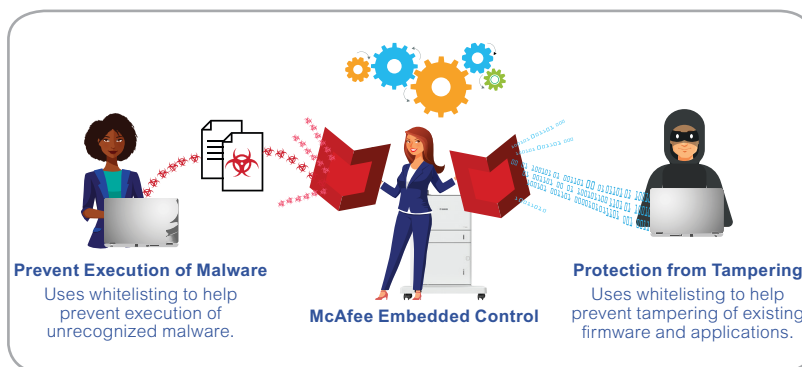 Prevent Execution of Malware
Uses whitelisting to help
prevent execution of
unrecognized malware.
McAfee Embedded Control
Protection from Tampering
Uses whitelisting to help
prevent tampering of existing
firmware and applications.